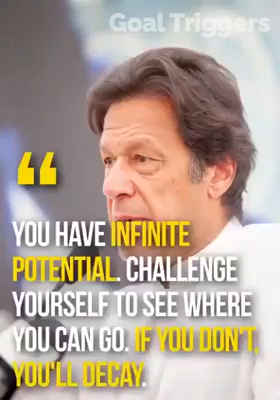 Goal Triggers
“
YOU HAVE INFINITE
POTENTIAL. CHALLENGE
YOURSELF TO SEE WHERE
YOU CAN GO. IF YOU DON'T,
YOU'LL DECAY.